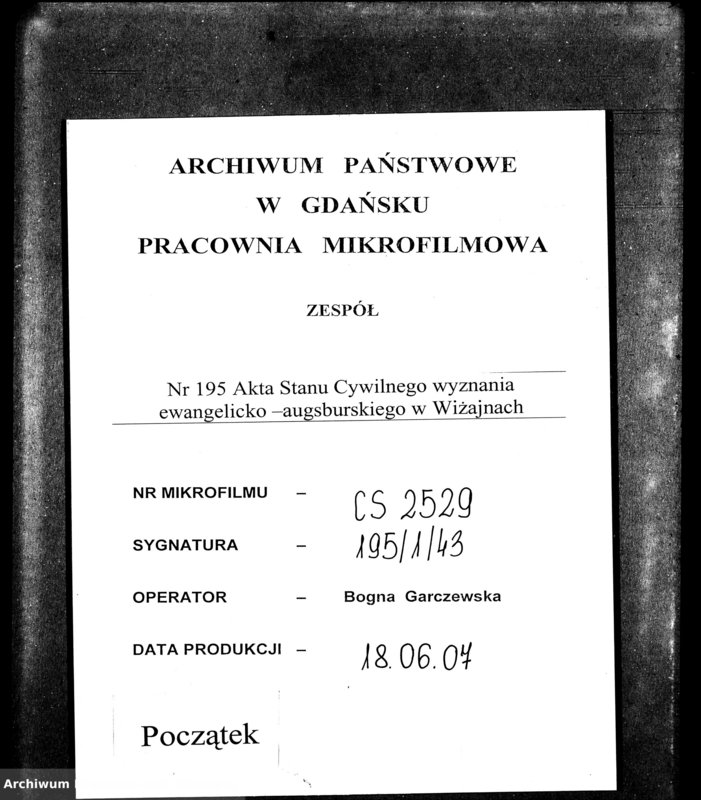 ARCHIWUM PAŃSTWOWE
W GDAŃSKU
PRACOWNIA MIKROFILMOWA
ZESPÓŁ
Nr 195 Akta Stanu Cywilnego wyznania
ewangelicko –augsburskiego w Wiżajnach
NR MIKROFILMU – CS 2529
SYGNATURA – 195/1/43
OPERATOR – Bogna Garczewska
DATA PRODUKCJI – 18.06.07
Początek
Archiwum